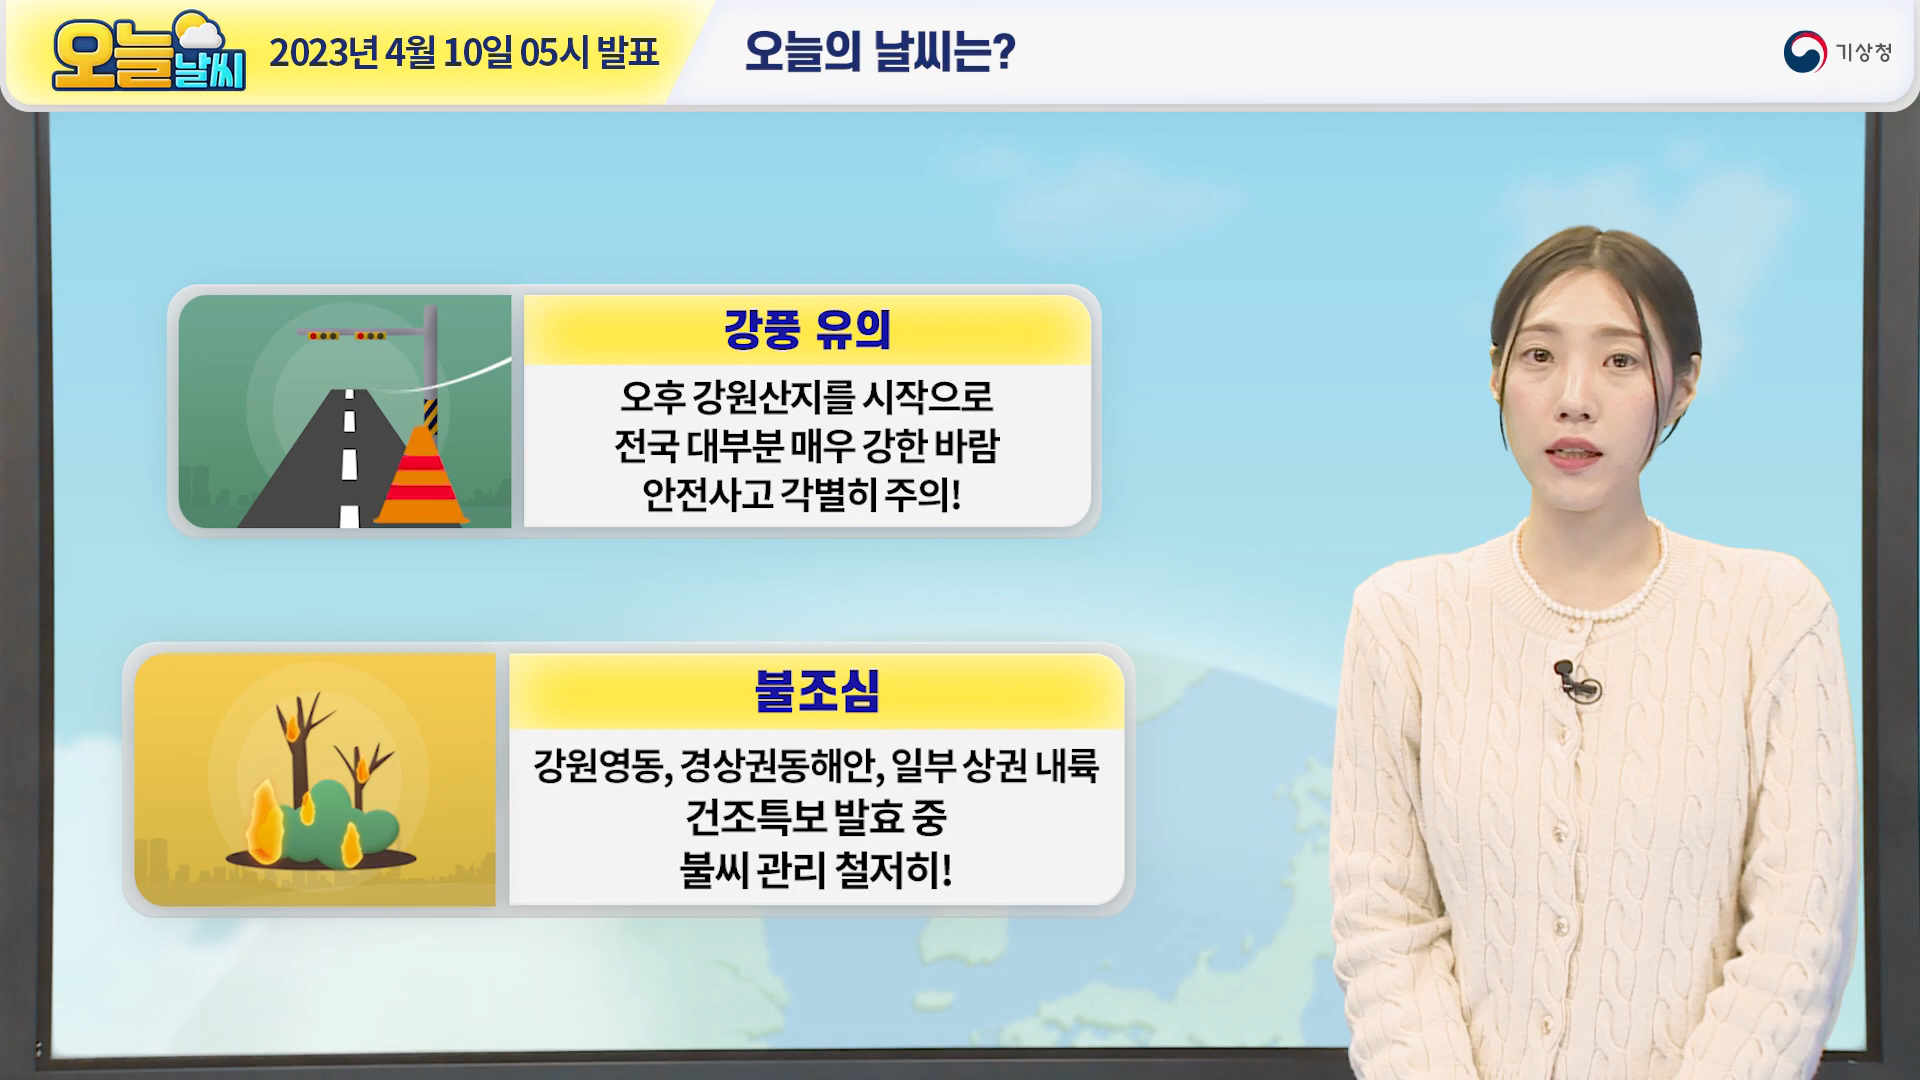 오늘날씨
2023년 4월 10일 05시 발표
오늘의 날씨는?
기상청
강풍 유의
오후 강원산지를 시작으로
전국 대부분 매우 강한 바람
안전사고 각별히 주의!
불조심
강원영동, 경상권동해안, 일부 상권 내륙
건조특보 발효 중
불씨 관리 철저히!